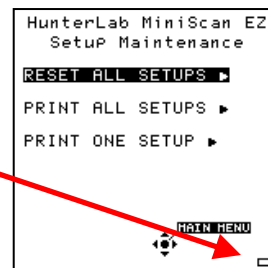 HunterLab MiniScan EZ
Setup Maintenance
RESET ALL SETUPS ▶
PRINT ALL SETUPS ▶
PRINT ONE SETUP ▶
MAIN MENU